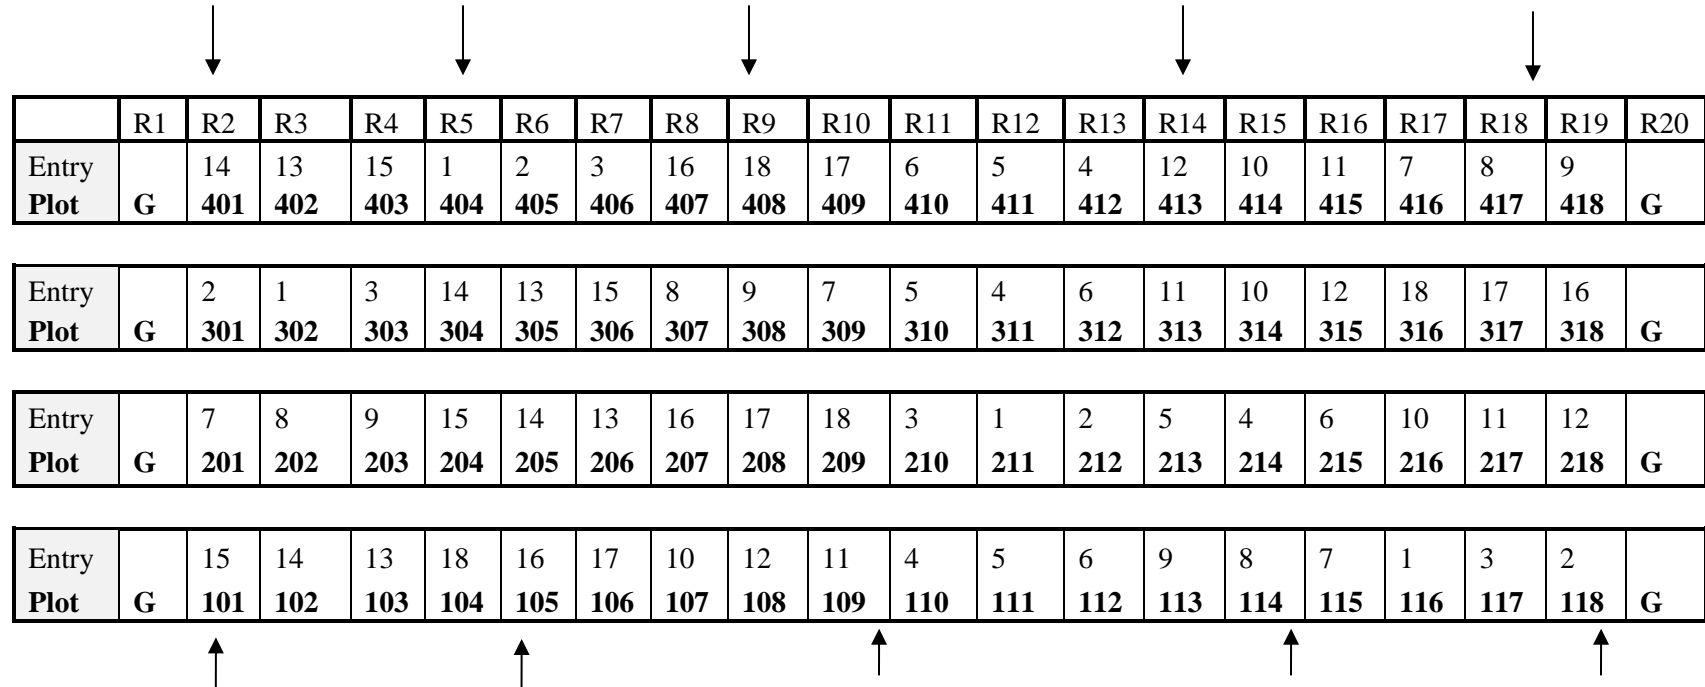 R1 R2 R3 R4 R5 R6 R7 R8 R9 R10 R11 R12 R13 R14 R15 R16 R17 R18 R19 R20
Entry 14 13 15 1 2 3 16 18 17 6 5 4 12 10 11 7 8 9
Plot G 401 402 403 404 405 406 407 408 409 410 411 412 413 414 415 416 417 418 G
Entry 2 1 3 14 13 15 8 9 7 5 4 6 11 10 12 18 17 16
Plot G 301 302 303 304 305 306 307 308 309 310 311 312 313 314 315 316 317 318 G
Entry 7 8 9 15 14 13 16 17 18 3 1 2 5 4 6 10 11 12
Plot G 201 202 203 204 205 206 207 208 209 210 211 212 213 214 215 216 217 218 G
Entry 15 14 13 18 16 17 10 12 11 4 5 6 9 8 7 1 3 2
Plot G 101 102 103 104 105 106 107 108 109 110 111 112 113 114 115 116 117 118 G